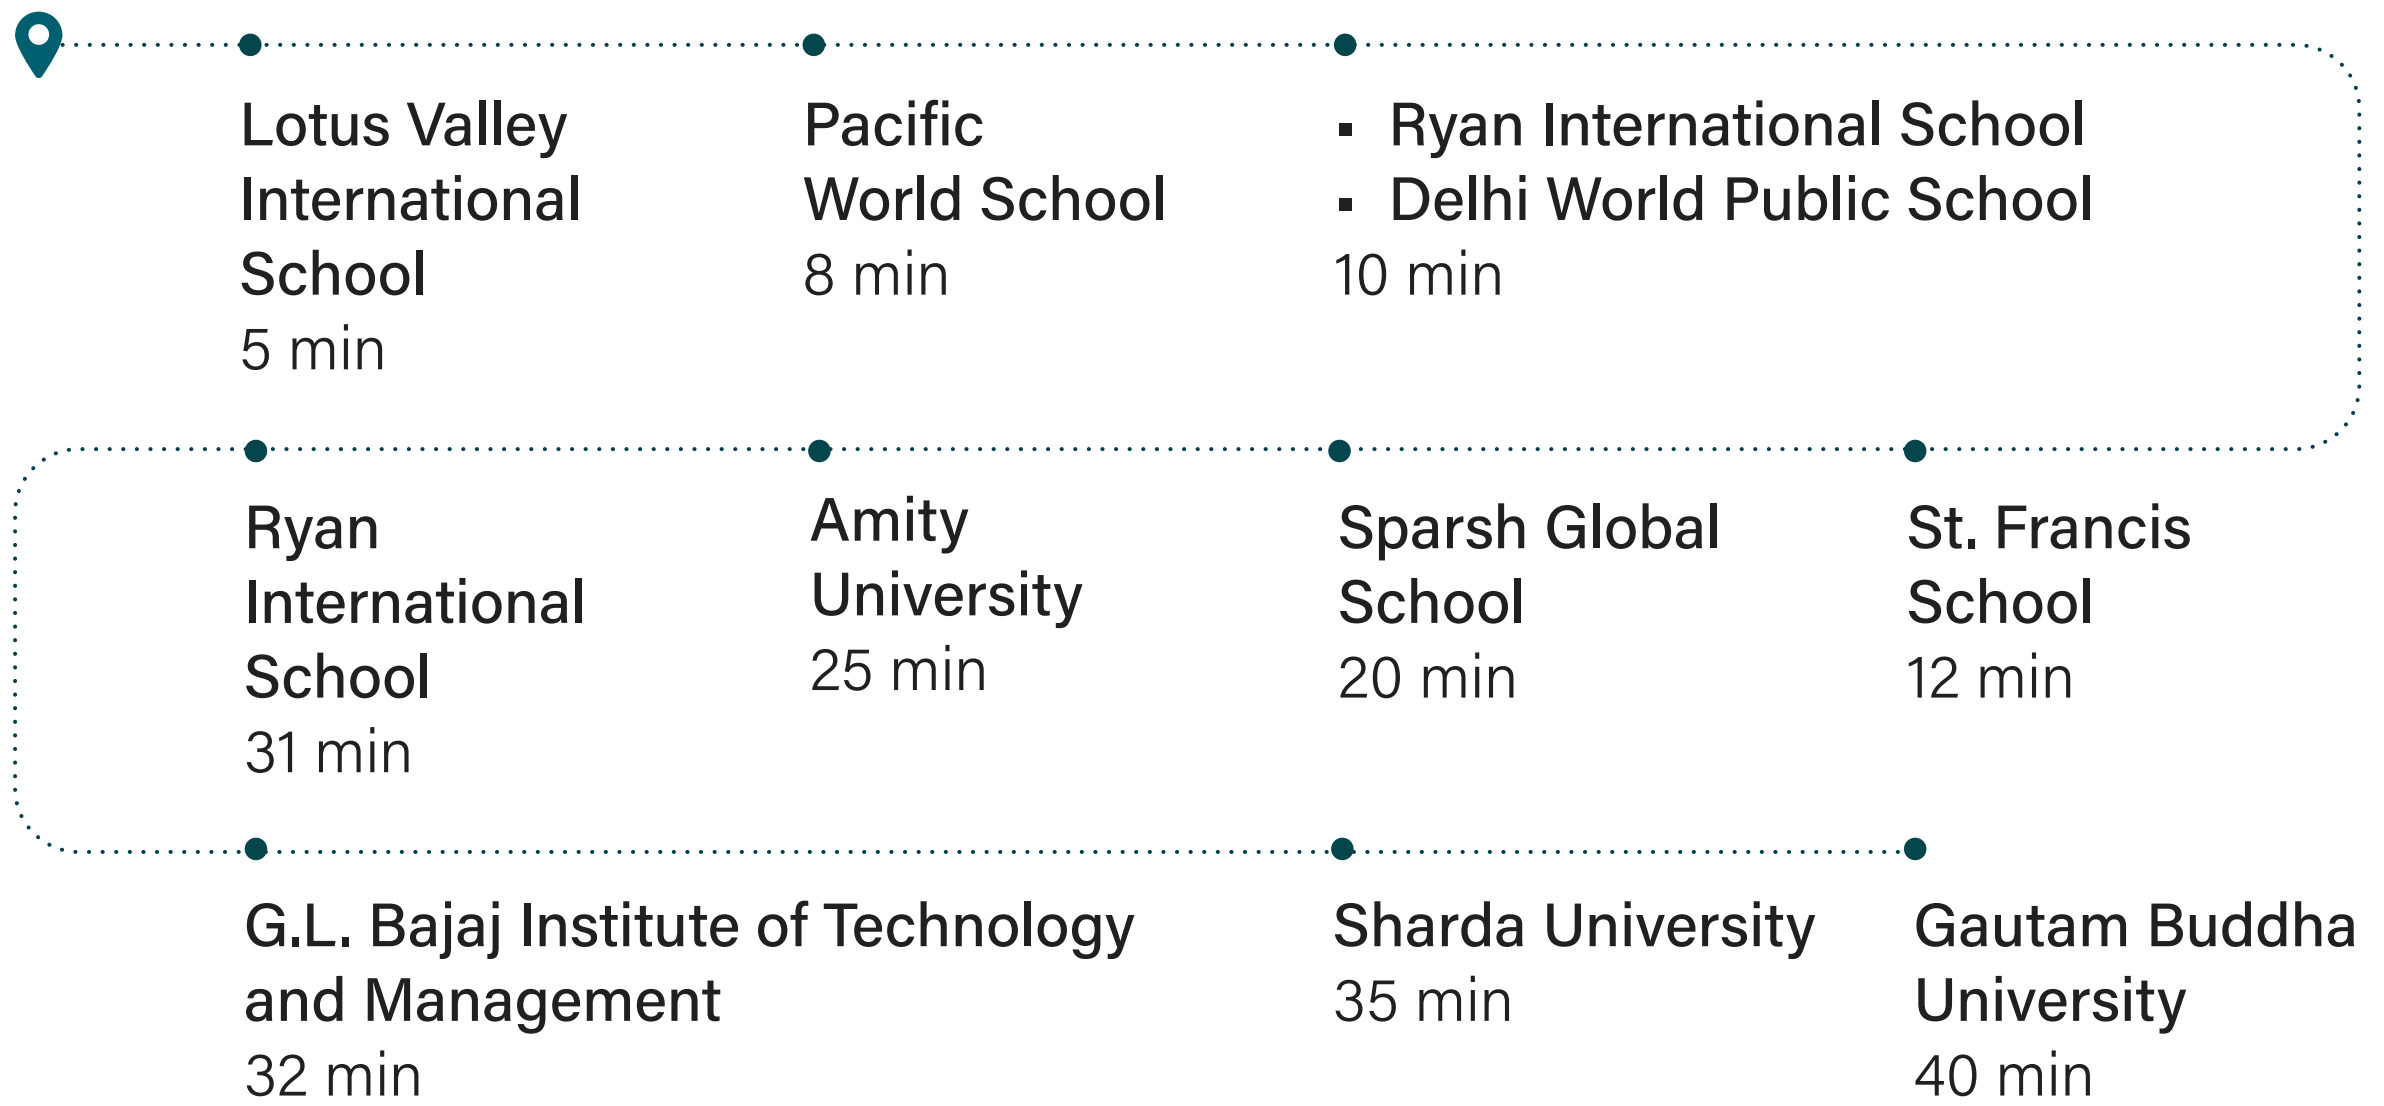 Lotus Valley
International
School
5 min
Pacific
World School
8 min
▪ Ryan International School
▪ Delhi World Public School
10 min
Ryan
International
School
31 min
Amity
University
25 min
Sparsh Global
School
20 min
St. Francis
School
12 min
G.L. Bajaj Institute of Technology
and Management
32 min
Sharda University
35 min
Gautam Buddha
University
40 min